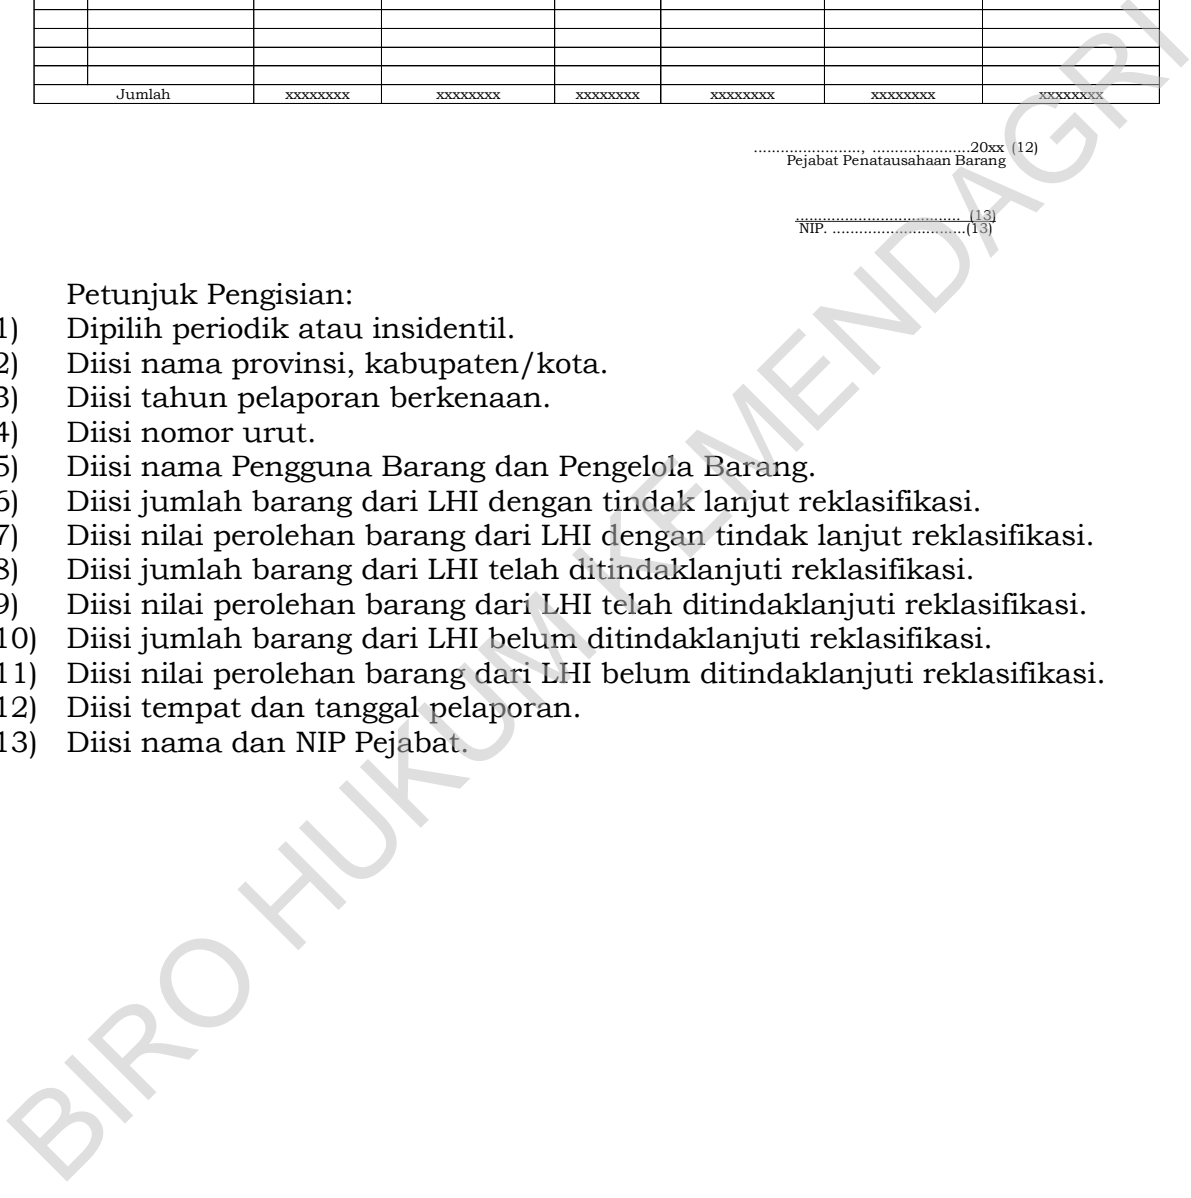 Jumlah xxxxxxxx xxxxxxxx xxxxxxxx xxxxxxxx xxxxxxxx xxxxxxxx
........................, ......................20xx (12)
Pejabat Penatausahaan Barang
..................................... (13)
NIP. ..............................(13)
Petunjuk Pengisian:
1) Dipilih periodik atau insidentil.
2) Diisi nama provinsi, kabupaten/kota.
3) Diisi tahun pelaporan berkenaan.
4) Diisi nomor urut.
5) Diisi nama Pengguna Barang dan Pengelola Barang.
6) Diisi jumlah barang dari LHI dengan tindak lanjut reklasifikasi.
7) Diisi nilai perolehan barang dari LHI dengan tindak lanjut reklasifikasi.
8) Diisi jumlah barang dari LHI telah ditindaklanjuti reklasifikasi.
9) Diisi nilai perolehan barang dari LHI telah ditindaklanjuti reklasifikasi.
10) Diisi jumlah barang dari LHI belum ditindaklanjuti reklasifikasi.
11) Diisi nilai perolehan barang dari LHI belum ditindaklanjuti reklasifikasi.
12) Diisi tempat dan tanggal pelaporan.
13) Diisi nama dan NIP Pejabat.
BIRO HUKUM KEMENDAGRI